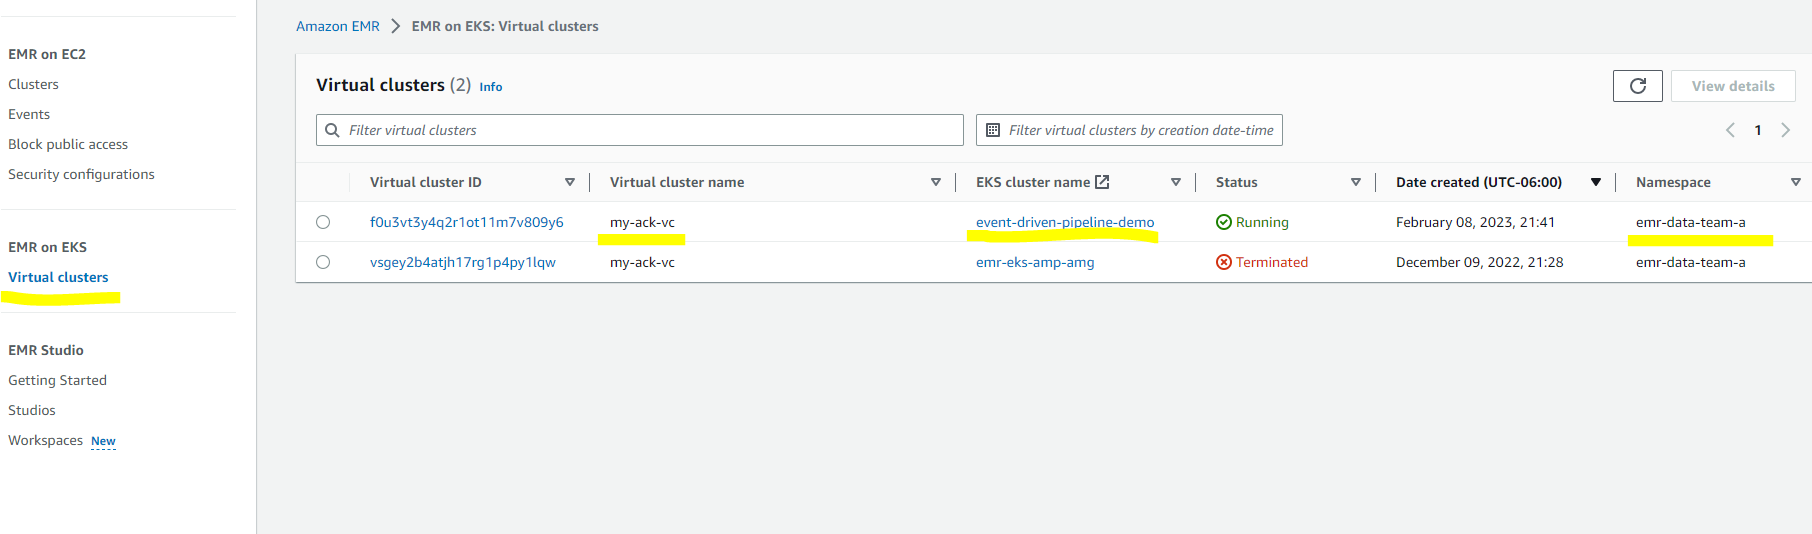 EMR on EC2
Clusters
Events
Block public access
Security configurations
EMR on EKS
Virtual clusters
EMR Studio
Getting Started
Studios
Workspaces New
Amazon EMR EMR on EKS: Virtual clusters
Virtual clusters (2) Info
View details
Filter virtual clusters
Filter virtual clusters by creation date-time
1
Virtual cluster ID Virtual cluster name EKS cluster name Status Date created (UTC-06:00) Namespace
f0u3vt3y4q2r1ot11m7v809y6 my-ack-vc event-driven-pipeline-demo Running February 08, 2023, 21:41 emr-data-team-a
vsgey2b4atjh17rg1p4py1lqw my-ack-vc emr-eks-amp-amg Terminated December 09, 2022, 21:28 emr-data-team-a